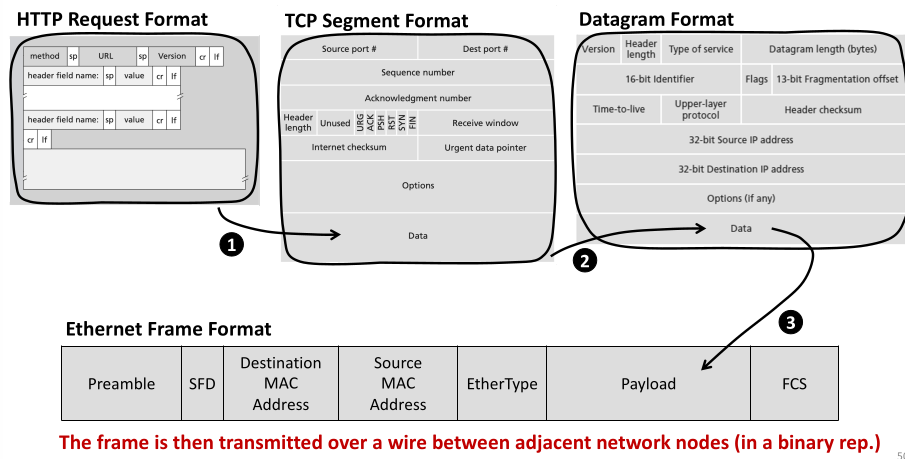 HTTP Request Format
method sp URL sp Version cr lf
header field name: sp value cr lf
header field name: sp value cr lf
cr lf
TCP Segment Format
Source port # Dest port #
Sequence number
Acknowledgment number
Header length Unused URG ACK PSH RST SYN FIN Receive window
Internet checksum Urgent data pointer
Options
Data
Datagram Format
Version Header length Type of service Datagram length (bytes)
16-bit Identifier Flags 13-bit Fragmentation offset
Time-to-live Upper-layer protocol Header checksum
32-bit Source IP address
32-bit Destination IP address
Options (if any)
Data
1
2
3
Ethernet Frame Format
Preamble SFD Destination MAC Address Source MAC Address EtherType Payload FCS
The frame is then transmitted over a wire between adjacent network nodes (in a binary rep.)